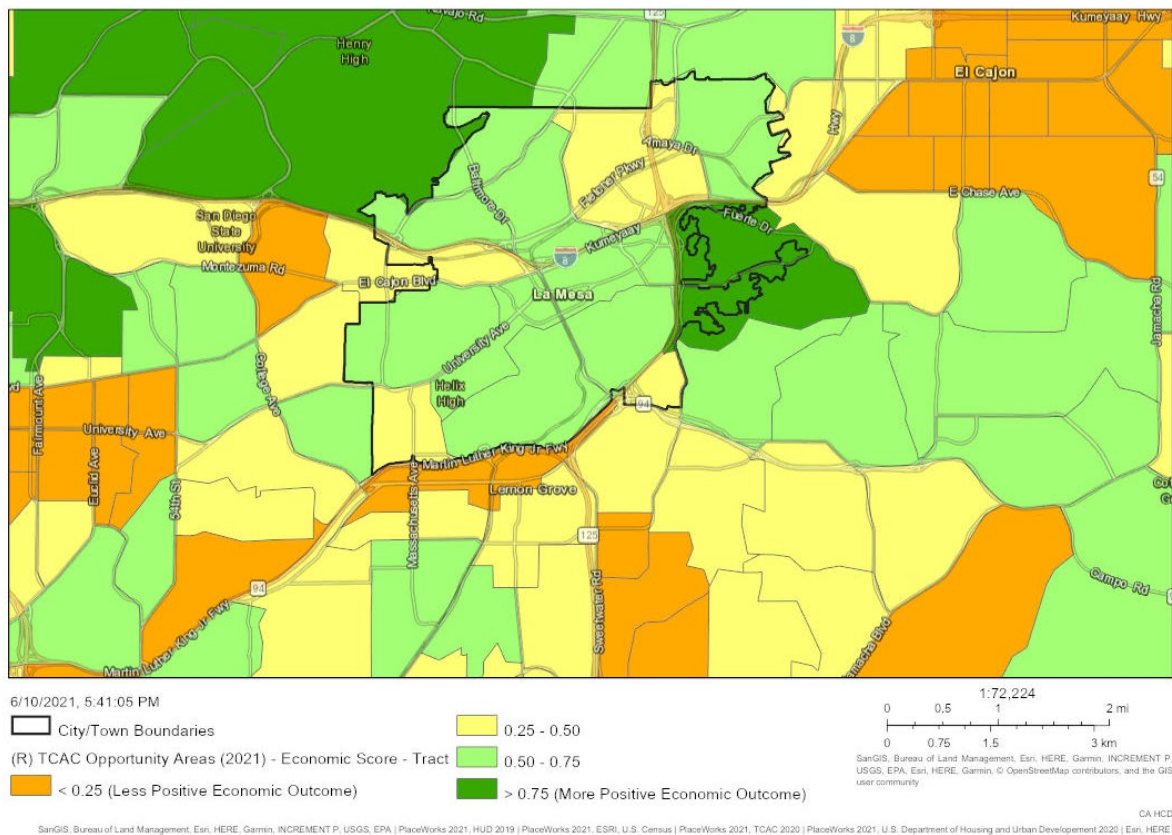 Navajo Rd
125
Kumeyaay Hwy
8
Henry
High
El Cajon
Hwy
Amaya Dr
Baltimore Dr
Fletcher Pkwy
E Chase Ave
54
San Diego
State
University
Fuerte Dr
Kumeyaay
8
Montezuma Rd
El Cajon Blvd
La Mesa
Jamacha Rd
University Ave
College Ave
Helix
High
Fairmount Ave
94
University Ave
Euclid Ave
54th St
Martin Luther King Jr Fwy
Massachusetts Ave
Lemon Grove
125
94
Sweetwater Rd
Campo Rd
Jamacha Blvd
Martin Luther King Jr Fwy
6/10/2021, 5:41:05 PM
City/Town Boundaries
(R) TCAC Opportunity Areas (2021) - Economic Score - Tract
< 0.25 (Less Positive Economic Outcome)
0.25 - 0.50
0.50 - 0.75
> 0.75 (More Positive Economic Outcome)
1:72,224
0 0.5 1 2 mi
0 0.75 1.5 3 km
SanGIS, Bureau of Land Management, Esri, HERE, Garmin, INCREMENT P,
USGS, EPA, Esri, HERE, Garmin, © OpenStreetMap contributors, and the GIS
user community
CA HCD
SanGIS, Bureau of Land Management, Esri, HERE, Garmin, INCREMENT P, USGS, EPA | PlaceWorks 2021, HUD 2019 | PlaceWorks 2021, ESRI, U.S. Census | PlaceWorks 2021, TCAC 2020 | PlaceWorks 2021, U.S. Department of Housing and Urban Developement 2020 | Esri, HERE,